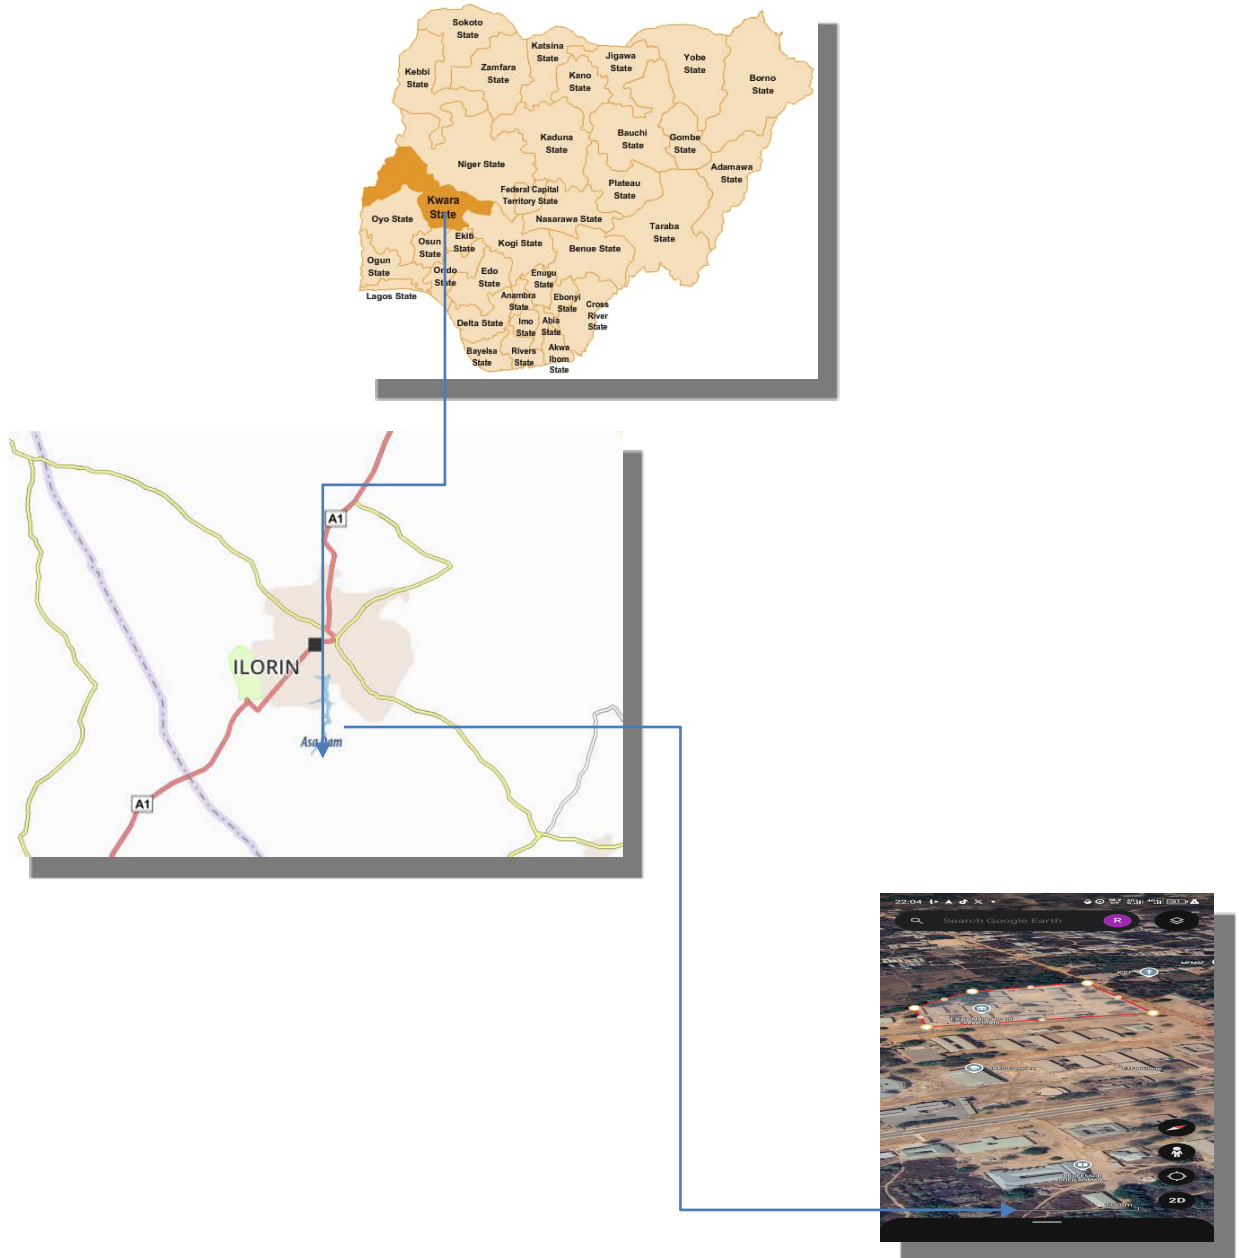 Sokoto
State
Katsina
State
Jigawa
State
Yobe
State
Zamfara
State
Kebbi
State
Kano
State
Borno
State
Kaduna
State
Bauchi
State
Gombe
State
Niger State
Adamawa
State
Federal Capital
Territory State
Plateau
State
Kwara
State
Oyo State
Nasarawa State
Taraba
State
Osun
State
Ekiti
State
Kogi State
Benue State
Ogun
State
Ondo
State
Edo
State
Enugu
State
Lagos State
Anambra
State
Ebonyi
State
Cross
River
State
Delta State
Imo
State
Abia
State
Bayelsa
State
Rivers
State
Akwa
Ibom
State
A1
ILORIN
Asa Dam
A1
22:04
Search Google Earth
R
2D